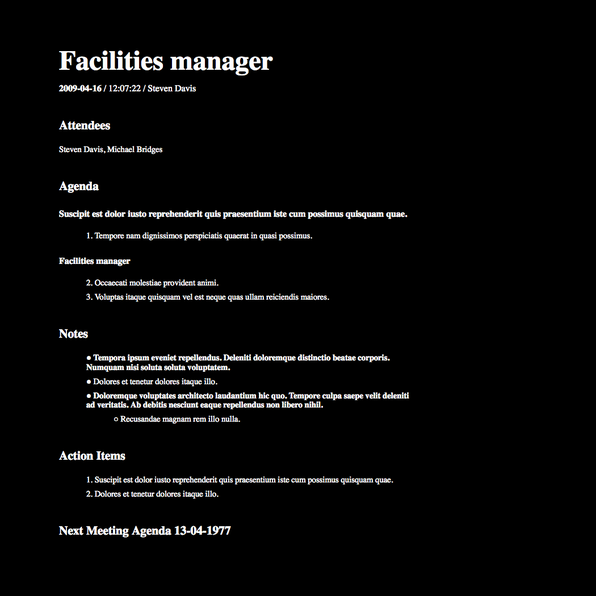 Facilities manager
2009-04-16 / 12:07:22 / Steven Davis
Attendees
Steven Davis, Michael Bridges
Agenda
Suscipit est dolor iusto reprehenderit quis praesentium iste cum possimus quisquam quae.
1. Tempore nam dignissimos perspiciatis quaerat in quasi possimus.
Facilities manager
2. Occaecati molestiae provident animi.
3. Voluptas itaque quisquam vel est neque quas ullam reiciendis maiores.
Notes
● Tempora ipsum eveniet repellendus. Deleniti doloremque distinctio beatae corporis.
Numquam nisi soluta soluta voluptatem.
● Dolores et tenetur dolores itaque illo.
● Doloremque voluptates architecto laudantium hic quo. Tempore culpa saepe velit deleniti
ad veritatis. Ab debitis nesciunt eaque repellendus non libero nihil.
○ Recusandae magnam rem illo nulla.
Action Items
1. Suscipit est dolor iusto reprehenderit quis praesentium iste cum possimus quisquam quae.
2. Dolores et tenetur dolores itaque illo.
Next Meeting Agenda 13-04-1977